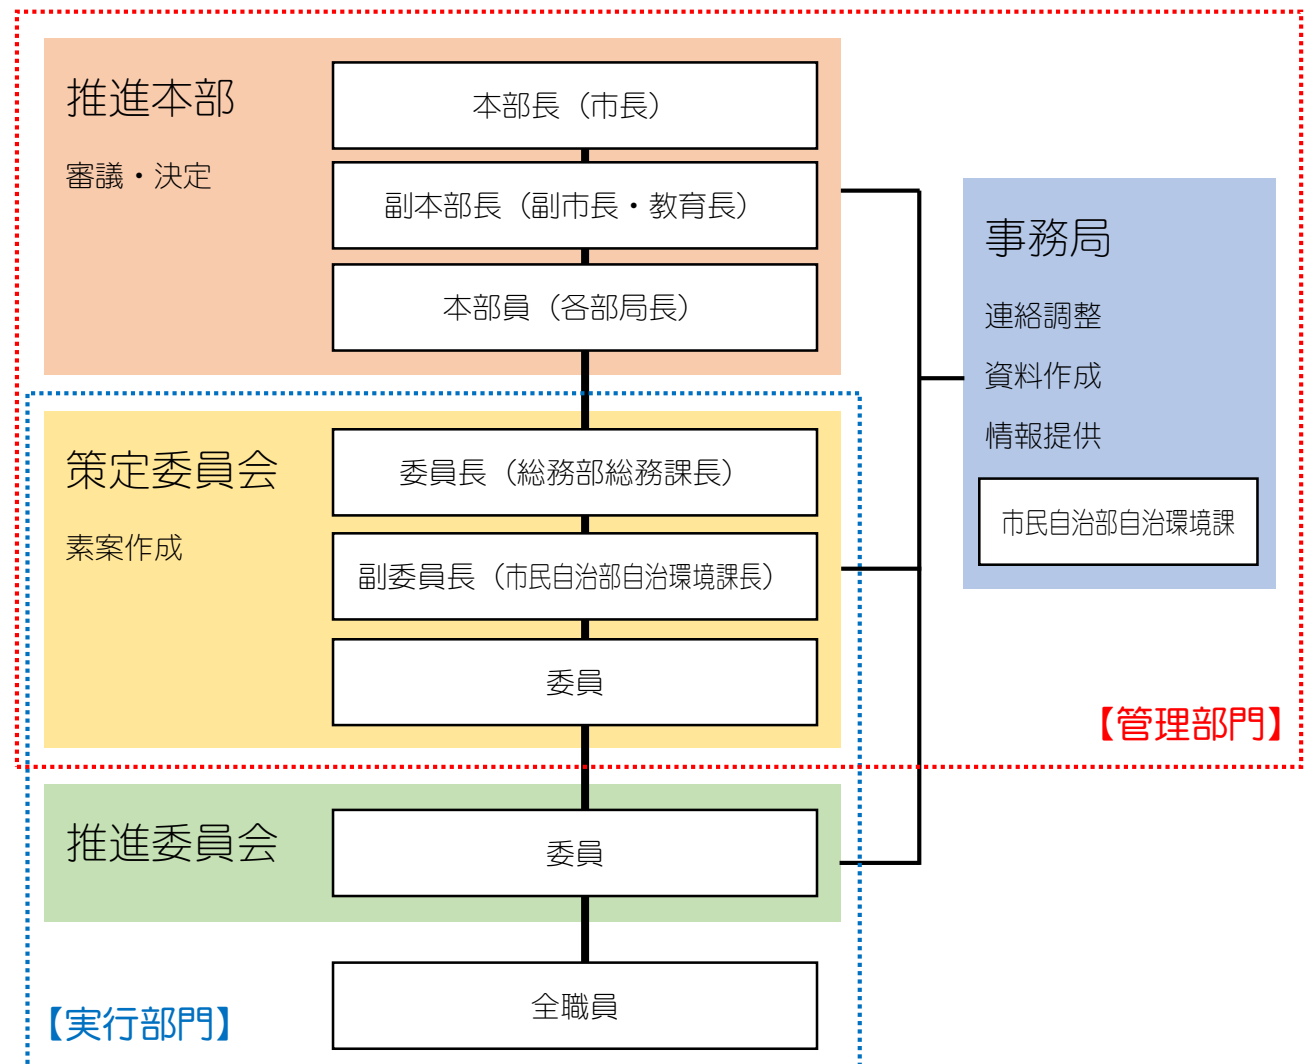 推進本部
審議・決定
本部長（市長）
副本部長（副市長・教育長）
本部員（各部局長）
事務局
連絡調整
資料作成
情報提供
市民自治部自治環境課
策定委員会
素案作成
委員長（総務部総務課長）
副委員長（市民自治部自治環境課長）
委員
【管理部門】
推進委員会
委員
全職員
【実行部門】